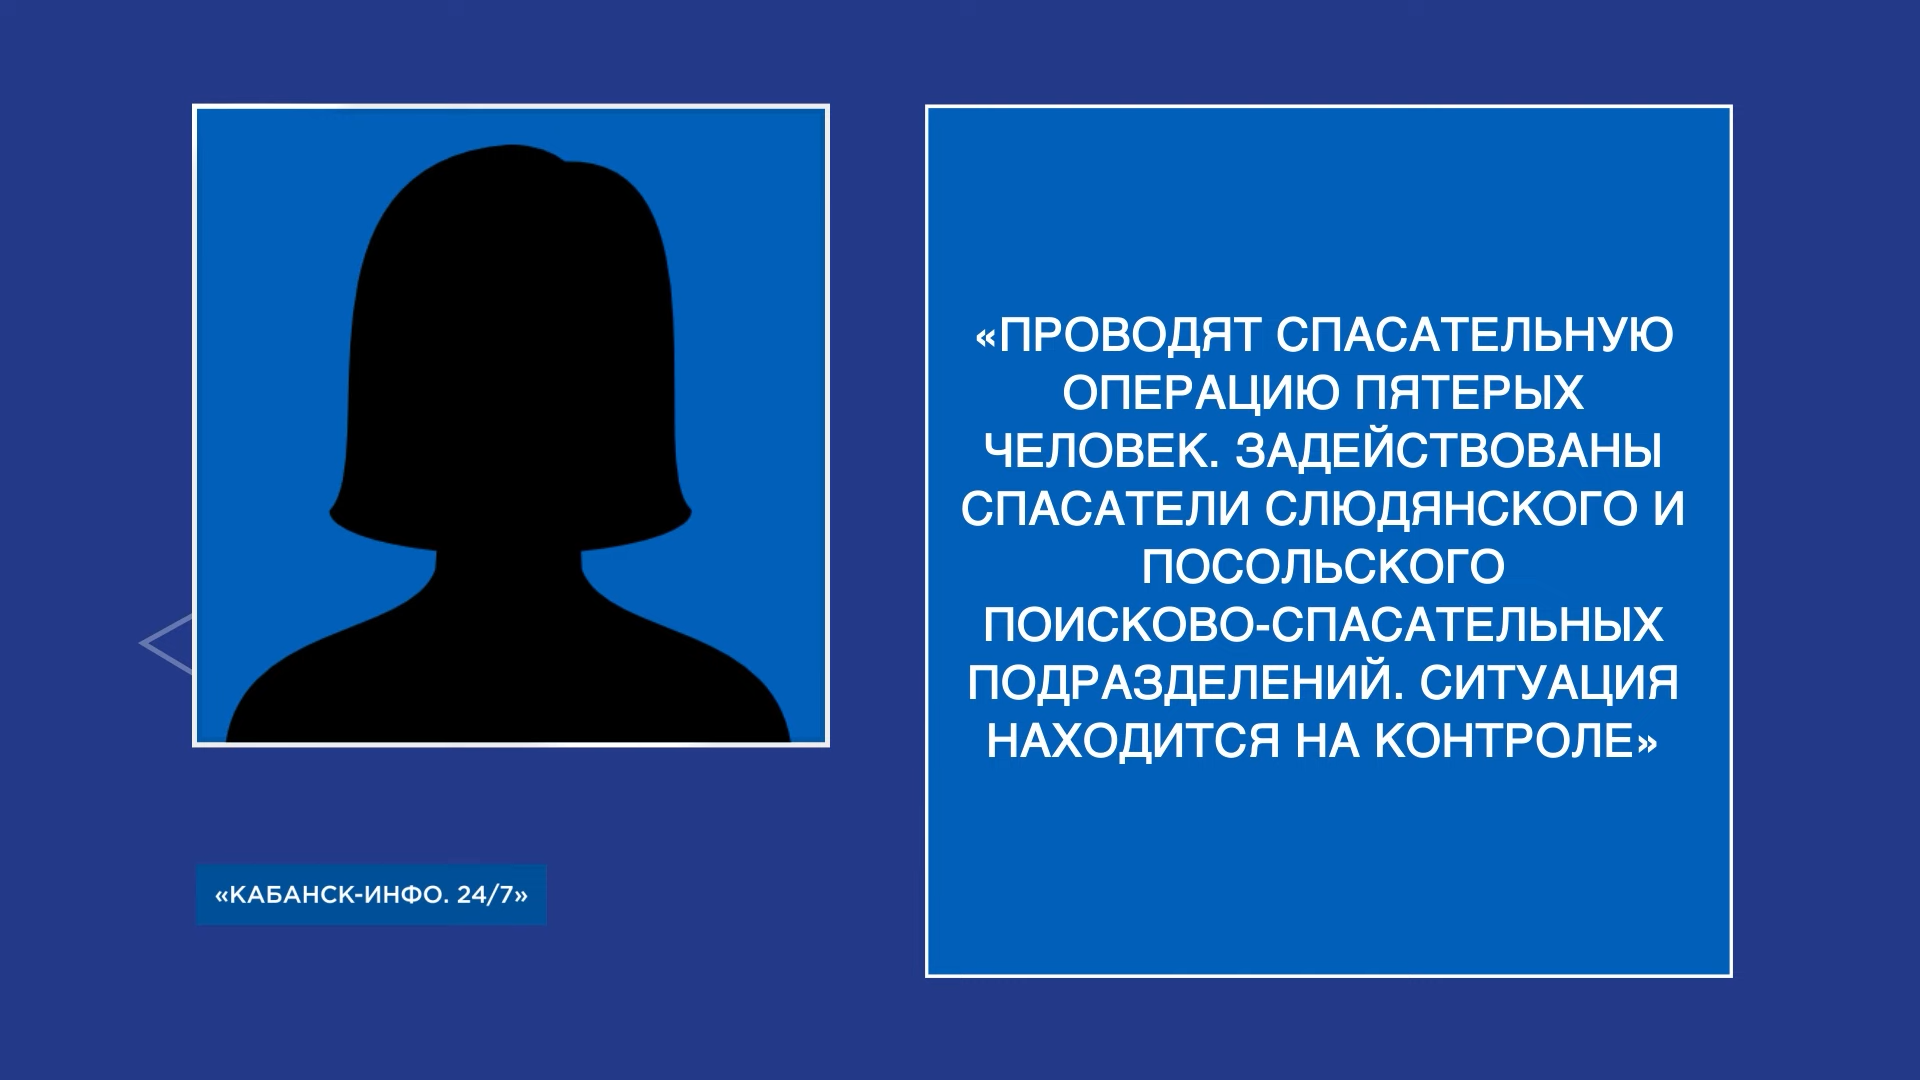 «ПРОВОДЯТ СПАСАТЕЛЬНУЮ
ОПЕРАЦИЮ ПЯТЕРЫХ
ЧЕЛОВЕК. ЗАДЕЙСТВОВАНЫ
СПАСАТЕЛИ СЛЮДЯНСКОГО И
ПОСОЛЬСКОГО
ПОИСКОВО-СПАСАТЕЛЬНЫХ
ПОДРАЗДЕЛЕНИЙ. СИТУАЦИЯ
НАХОДИТСЯ НА КОНТРОЛЕ»
«КАБАНСК-ИНФО. 24/7»